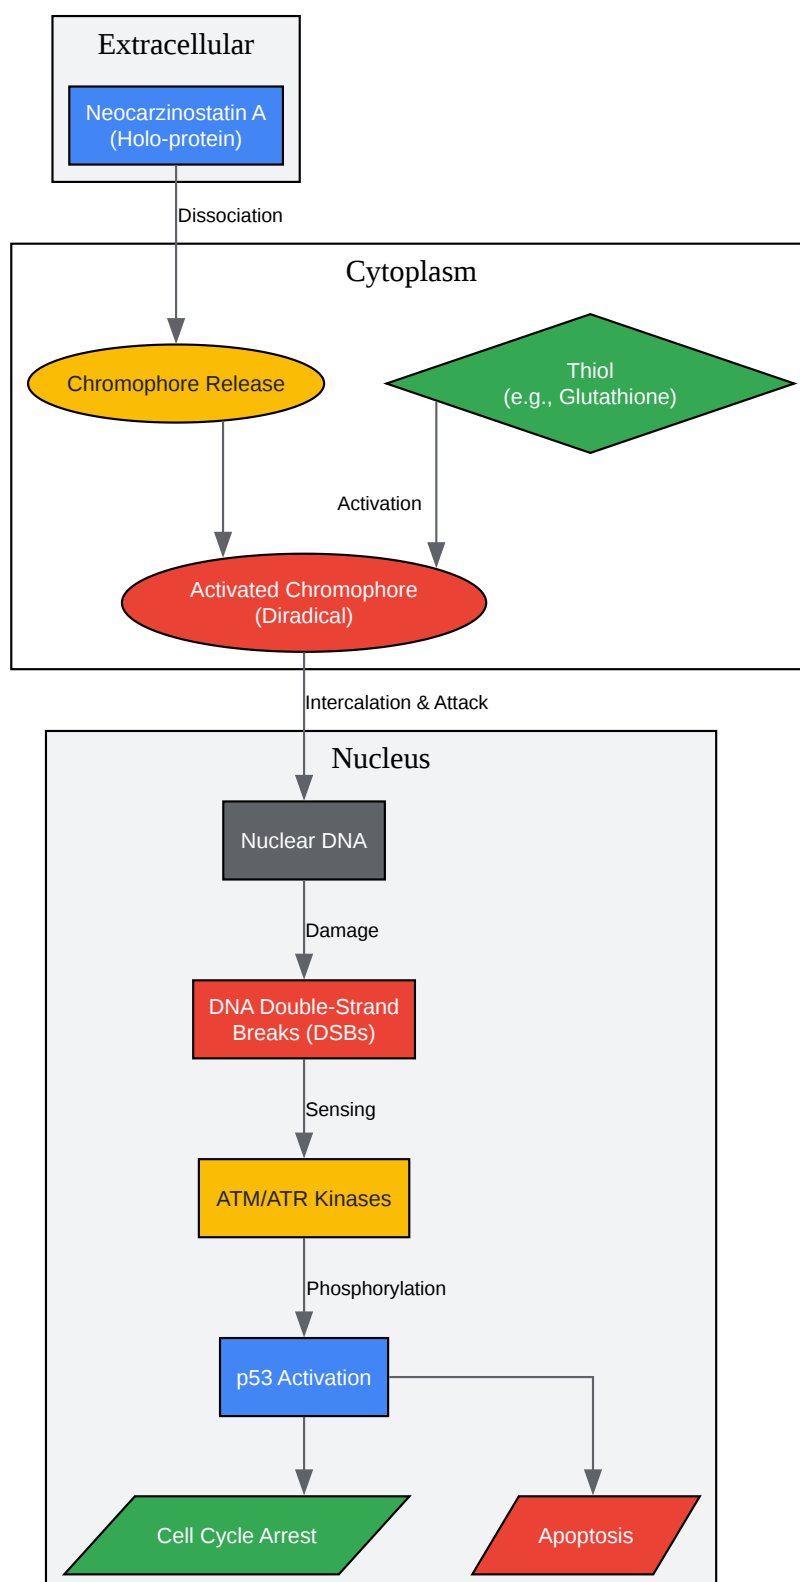 Extracellular
Neocarzinostatin A
(Holo-protein)
Dissociation
Cytoplasm
Chromophore Release
Thiol
(e.g., Glutathione)
Activation
Activated Chromophore
(Diradical)
Intercalation & Attack
Nucleus
Nuclear DNA
Damage
DNA Double-Strand
Breaks (DSBs)
Sensing
ATM/ATR Kinases
Phosphorylation
p53 Activation
Cell Cycle Arrest
Apoptosis